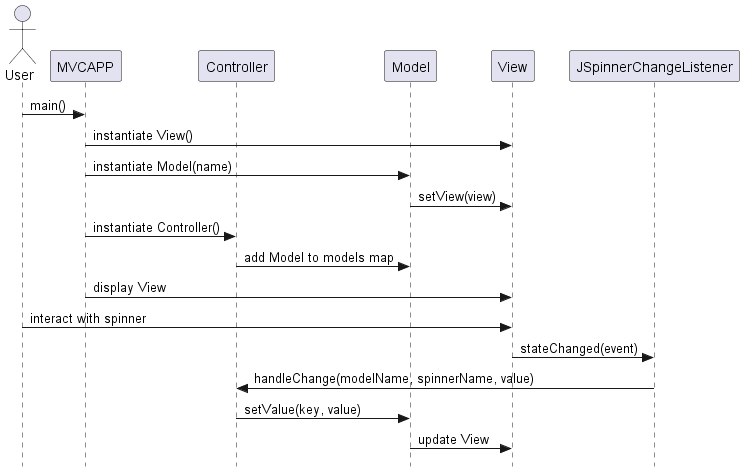 User
MVCAPP
Controller
Model
View
JSpinnerChangeListener
main()
instantiate View()
instantiate Model(name)
setView(view)
instantiate Controller()
add Model to models map
display View
interact with spinner
stateChanged(event)
handleChange(modelName, spinnerName, value)
setValue(key, value)
update View